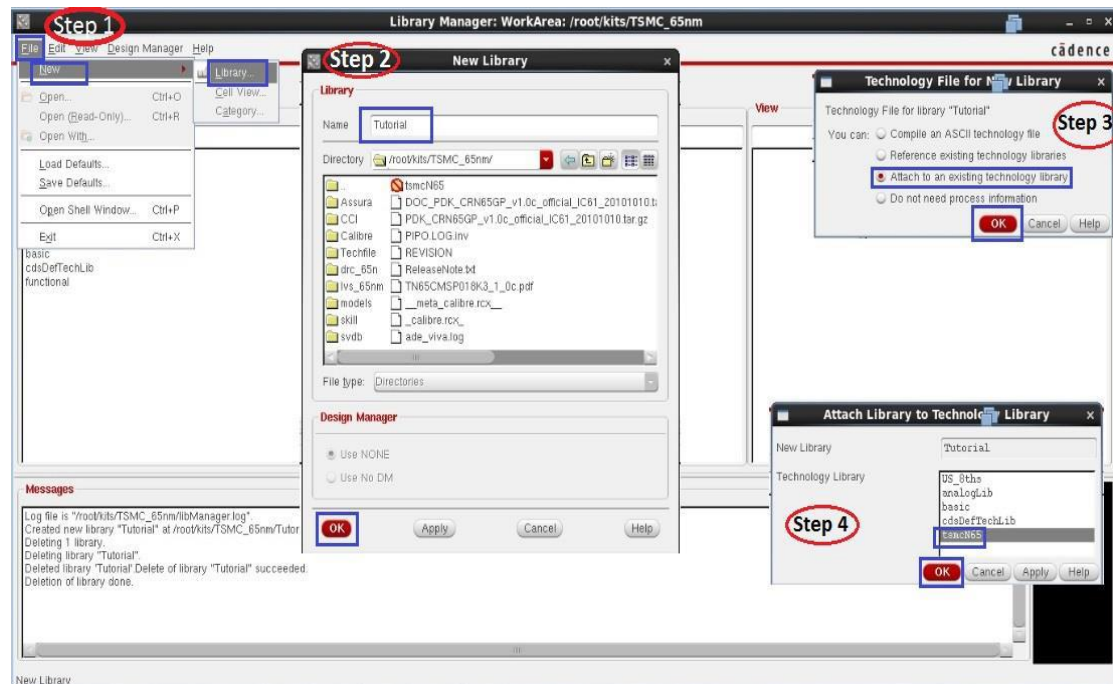 Library Manager: WorkArea: /root/kits/TSMC_65nm
Step 1
File Edit View Design Manager Help
cādence
New
Library...
Cell View...
Category...
Open... Ctrl+O
Open (Read-Only)... Ctrl+R
Open With...
Load Defaults...
Save Defaults...
Open Shell Window... Ctrl+P
Exit Ctrl+X
basic
cdsDefTechLib
functional
View
Step 2
New Library
Library
Name Tutorial
Directory /root/kits/TSMC_65nm/
..
Assura
CCI
Calibre
Techfile
drc_65n
lvs_65nm
models
skill
svdb
tsmcN65
DOC_PDK_CRN65GP_v1.0c_official_IC61_20101010.ta
PDK_CRN65GP_v1.0c_official_IC61_20101010.tar.gz
PIPO.LOG.inv
REVISION
ReleaseNote.txt
TN65CMSP018K3_1_0c.pdf
__meta_calibre.rcx__
_calibre.rcx_
ade_viva.log
File type: Directories
Design Manager
Use NONE
Use No DM
OK Apply Cancel Help
Technology File for New Library
Technology File for library "Tutorial"
Step 3
You can: Compile an ASCII technology file
Reference existing technology libraries
Attach to an existing technology library
Do not need process information
OK Cancel Help
Attach Library to Technology Library
New Library Tutorial
Technology Library
US_8ths
analogLib
basic
cdsDefTechLib
tsmcN65
Step 4
OK Cancel Apply Help
Messages
Log file is "/root/kits/TSMC_65nm/libManager.log".
Created new library "Tutorial" at /root/kits/TSMC_65nm/Tutor
Deleting 1 library.
Deleting library "Tutorial".
Deleted library 'Tutorial'.Delete of library "Tutorial" succeeded.
Deletion of library done.
New Library